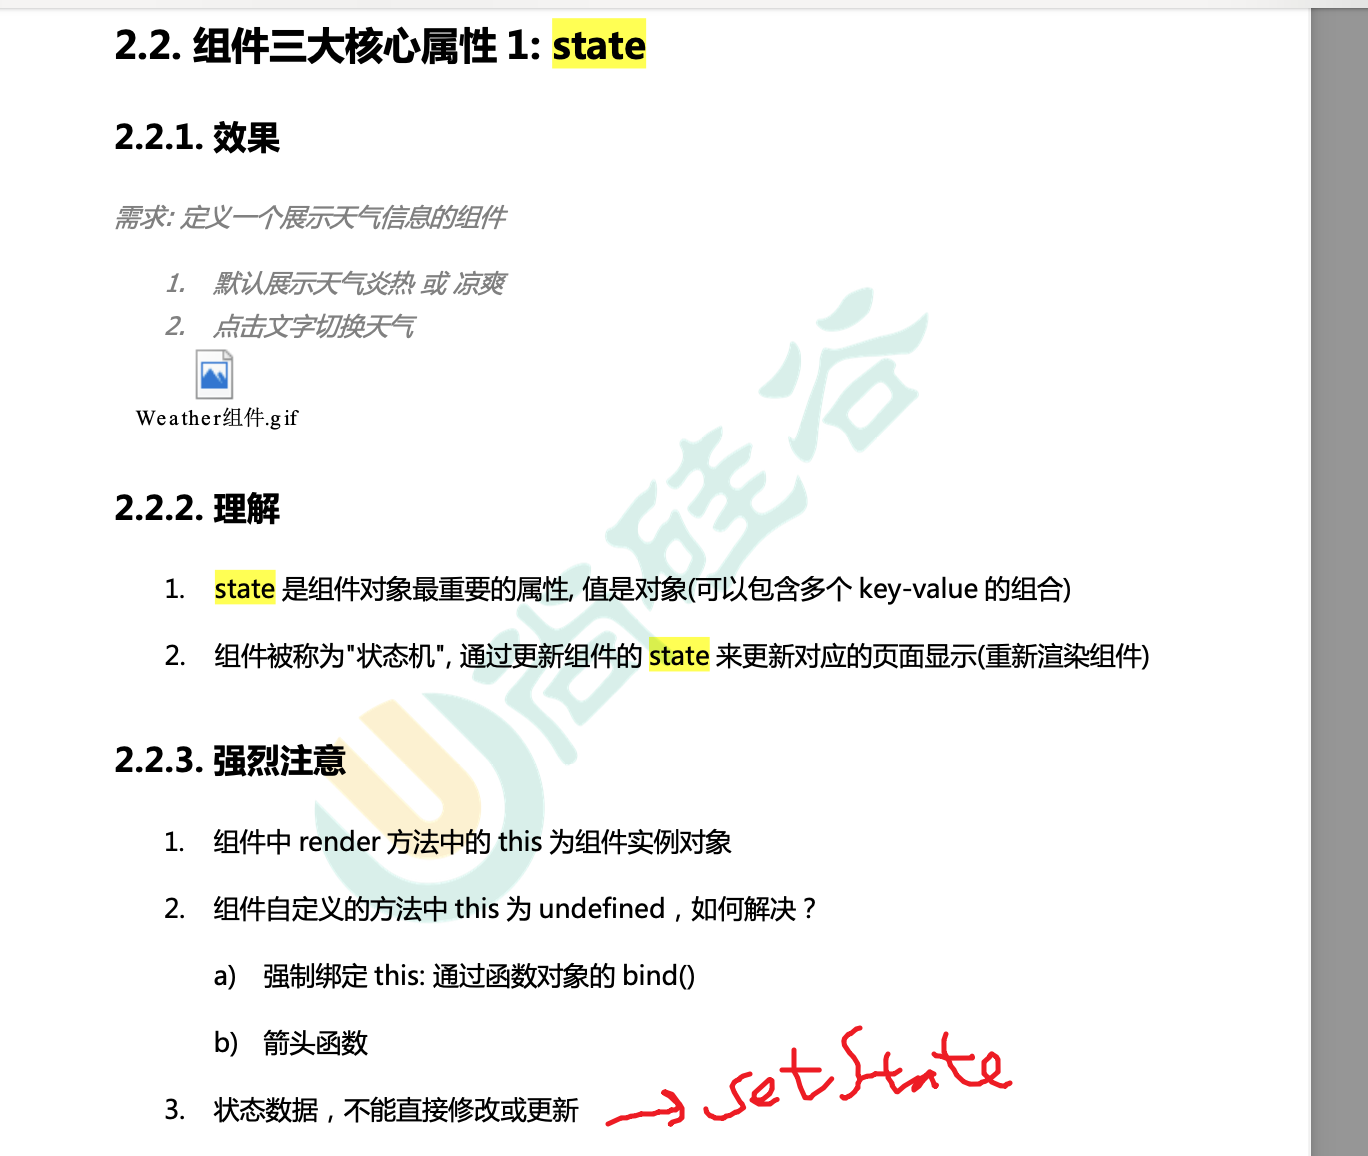 2.2. 组件三大核心属性 1: state
2.2.1. 效果
需求: 定义一个展示天气信息的组件
1. 默认展示天气炎热 或 凉爽
2. 点击文字切换天气
Weather组件.gif
2.2.2. 理解
1. state 是组件对象最重要的属性, 值是对象(可以包含多个 key-value 的组合)
2. 组件被称为"状态机", 通过更新组件的 state 来更新对应的页面显示(重新渲染组件)
2.2.3. 强烈注意
1. 组件中 render 方法中的 this 为组件实例对象
2. 组件自定义的方法中 this 为 undefined，如何解决？
a) 强制绑定 this: 通过函数对象的 bind()
b) 箭头函数
3. 状态数据，不能直接修改或更新 → setState
尚硅谷